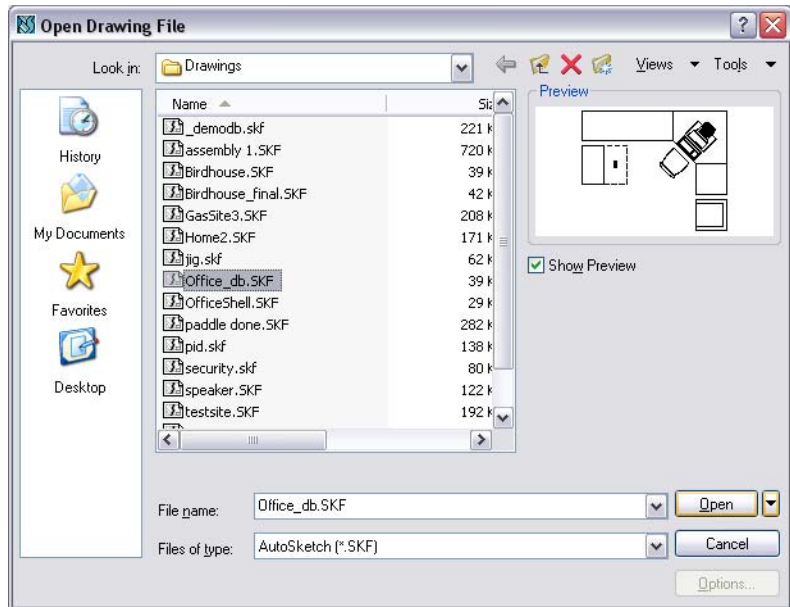 Open Drawing File
Look in: Drawings Views Tools
History
My Documents
Favorites
Desktop
Name Siz
_demodb.skf 221 K
assembly 1.SKF 720 K
Birdhouse.SKF 39 K
Birdhouse_final.SKF 42 K
GasSite3.SKF 208 K
Home2.SKF 171 K
jig.skf 62 K
Office_db.SKF 39 K
OfficeShell.SKF 29 K
paddle done.SKF 282 K
pid.skf 138 K
security.skf 80 K
speaker.SKF 122 K
testsite.SKF 192 K
Preview
Show Preview
File name: Office_db.SKF Open
Files of type: AutoSketch (*.SKF) Cancel
Options...